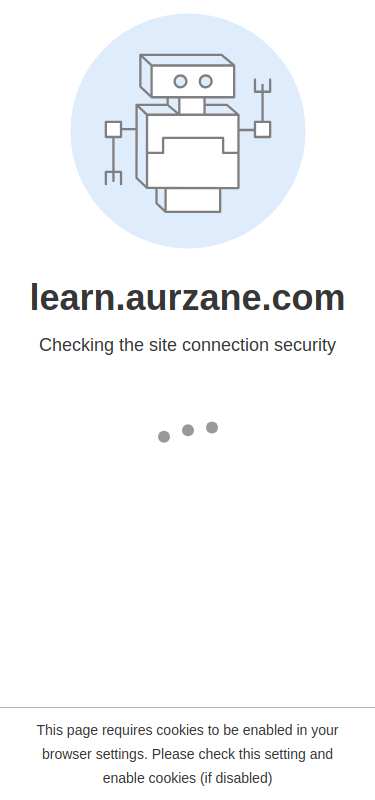 learn.aurzane.com
Checking the site connection security
This page requires cookies to be enabled in your
browser settings. Please check this setting and
enable cookies (if disabled)